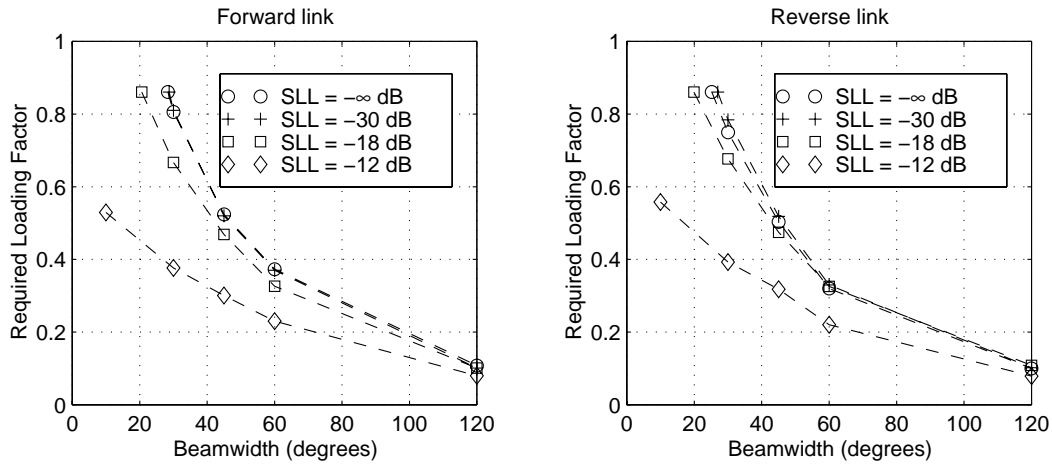 Forward link
1
0.8
0.6
0.4
0.2
0
Required Loading Factor
SLL = −∞ dB
SLL = −30 dB
SLL = −18 dB
SLL = −12 dB
0 20 40 60 80 100 120
Beamwidth (degrees)
Reverse link
1
0.8
0.6
0.4
0.2
0
Required Loading Factor
SLL = −∞ dB
SLL = −30 dB
SLL = −18 dB
SLL = −12 dB
0 20 40 60 80 100 120
Beamwidth (degrees)